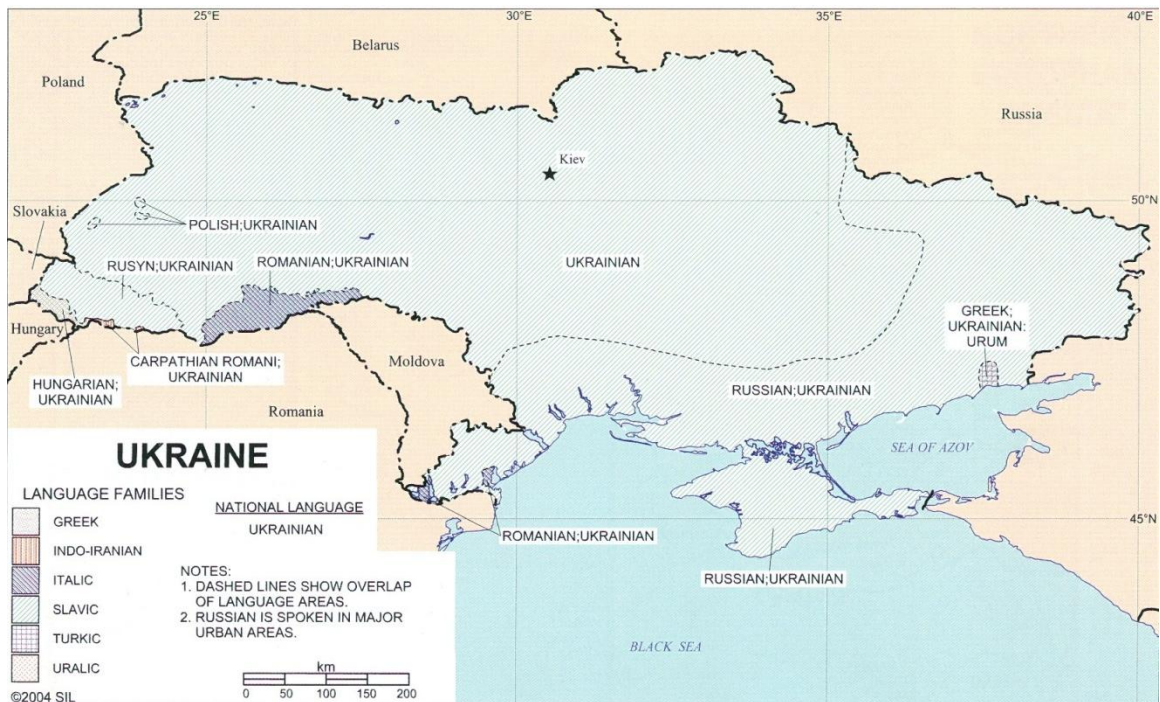 25°E
30°E
35°E
40°E
Belarus
Poland
Russia
Kiev
50°N
Slovakia
POLISH;UKRAINIAN
RUSYN;UKRAINIAN
ROMANIAN;UKRAINIAN
UKRAINIAN
GREEK;
UKRAINIAN;
URUM
Hungary
CARPATHIAN ROMANI;
UKRAINIAN
Moldova
HUNGARIAN;
UKRAINIAN
RUSSIAN;UKRAINIAN
Romania
SEA OF AZOV
UKRAINE
LANGUAGE FAMILIES
GREEK
INDO-IRANIAN
ITALIC
SLAVIC
TURKIC
URALIC
NATIONAL LANGUAGE
UKRAINIAN
NOTES:
1. DASHED LINES SHOW OVERLAP
OF LANGUAGE AREAS.
2. RUSSIAN IS SPOKEN IN MAJOR
URBAN AREAS.
km
0 50 100 150 200
©2004 SIL
45°N
ROMANIAN;UKRAINIAN
RUSSIAN;UKRAINIAN
BLACK SEA